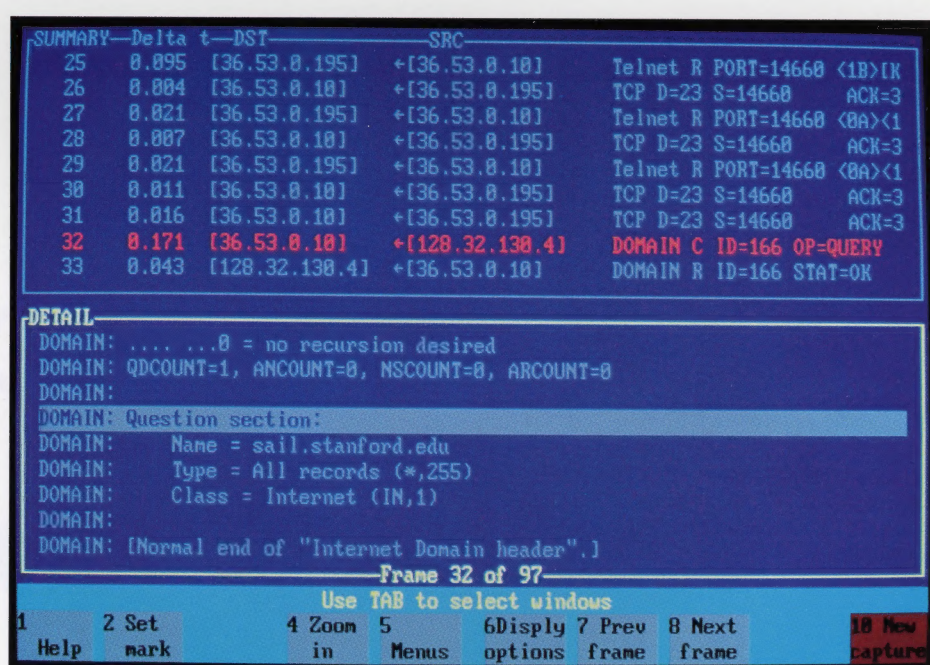 SUMMARY—Delta t—DST—SRC
25 0.095 [36.53.0.195] ←[36.53.0.10] Telnet R PORT=14660 <1B>[K
26 0.004 [36.53.0.10] ←[36.53.0.195] TCP D=23 S=14660 ACK=3
27 0.021 [36.53.0.195] ←[36.53.0.10] Telnet R PORT=14660 <0A><1
28 0.007 [36.53.0.10] ←[36.53.0.195] TCP D=23 S=14660 ACK=3
29 0.021 [36.53.0.195] ←[36.53.0.10] Telnet R PORT=14660 <0A><1
30 0.011 [36.53.0.10] ←[36.53.0.195] TCP D=23 S=14660 ACK=3
31 0.016 [36.53.0.10] ←[36.53.0.195] TCP D=23 S=14660 ACK=3
32 0.171 [36.53.0.10] ←[128.32.130.4] DOMAIN C ID=166 OP=QUERY
33 0.043 [128.32.130.4] ←[36.53.0.10] DOMAIN R ID=166 STAT=OK
DETAIL
DOMAIN: .... ...0 = no recursion desired
DOMAIN: QDCOUNT=1, ANCOUNT=0, NSCOUNT=0, ARCOUNT=0
DOMAIN:
DOMAIN: Question section:
DOMAIN: Name = sail.stanford.edu
DOMAIN: Type = All records (*,255)
DOMAIN: Class = Internet (IN,1)
DOMAIN:
DOMAIN: [Normal end of "Internet Domain header".]
Frame 32 of 97
Use TAB to select windows
1 2 Set 4 Zoom 5 6Disply 7 Prev 8 Next 10 New
Help mark in Menus options frame frame capture